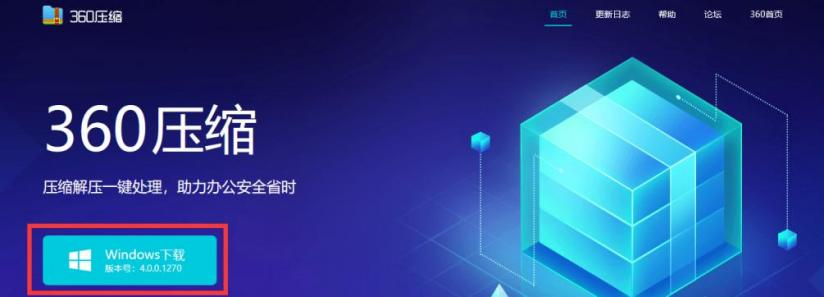 360压缩
首页 更新日志 帮助 论坛 360首页
360压缩
压缩解压一键处理，助力办公安全省时
Windows下载
版本号：4.0.0.1270